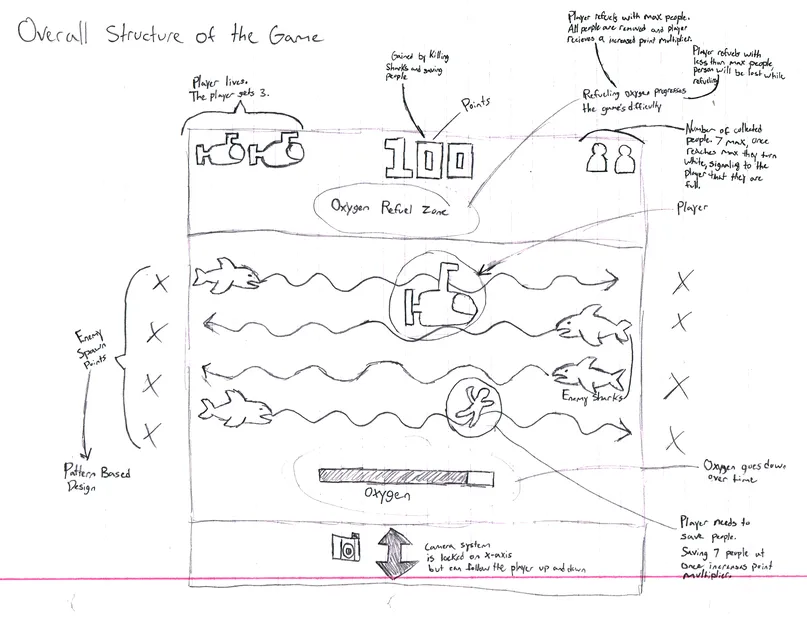 Overall Structure of the Game
Player lives.
The player gets 3.
Gained by Killing
Sharks and saving
people
Points
Player refuels with max people.
All people are removed and player
recieves a increased point multiplier.
Player refuels with
less than max people,
person will be lost while
refueling
Refueling oxygen progresses
the game's difficulty
Number of collected
people. 7 max, once
reaches max they turn
while, signaling to the
player that they are
full.
100
Oxygen Refuel Zone
Player
Enemy
Spawn
Points
Pattern Based
Design
X
X
X
X
X
X
X
X
Enemy sharks
Oxygen
Oxygen goes down
over time
Player needs to
save people.
Saving 7 people at
once increases point
multiplier.
Camera system
is locked on x-axis
but can follow the player up and down